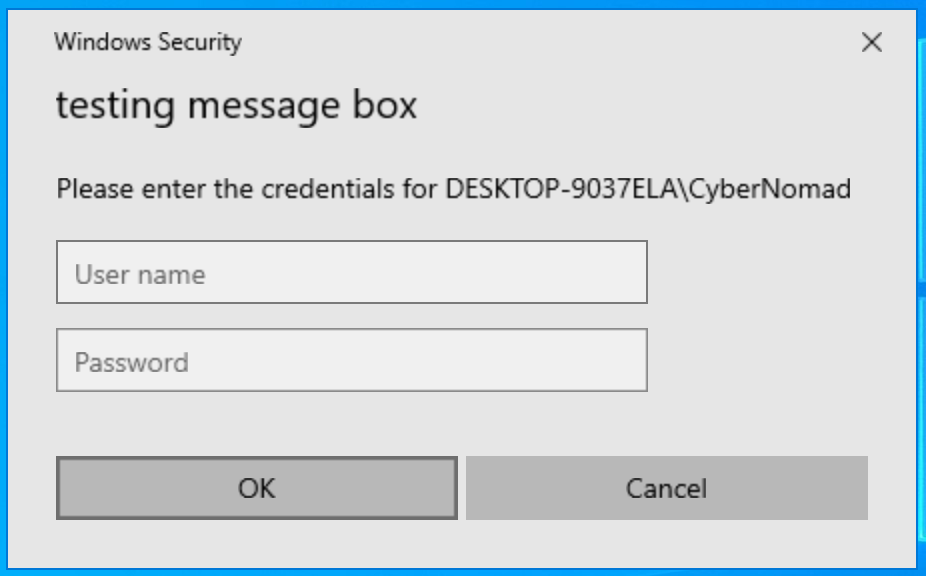 Windows Security
testing message box
Please enter the credentials for DESKTOP-9037ELA\CyberNomad
User name
Password
OK
Cancel